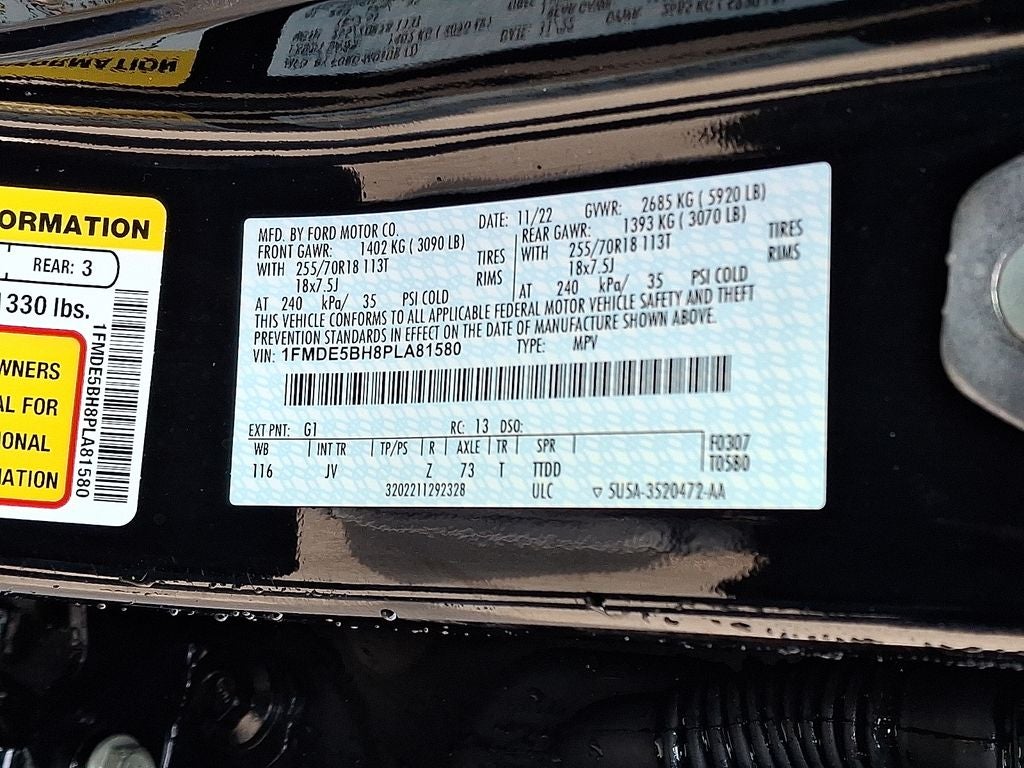 ORMATION
REAR: 3
1330 lbs.
WNERS
AL FOR
IONAL
MATION
1FMDE5BH8PLA81580
MFD. BY FORD MOTOR CO. DATE: 11/22 GVWR: 2685 KG ( 5920 LB)
FRONT GAWR: 1402 KG ( 3090 LB) REAR GAWR: 1393 KG ( 3070 LB)
WITH 255/70R18 113T TIRES WITH 255/70R18 113T TIRES
18x7.5J RIMS 18x7.5J RIMS
AT 240 kPa/ 35 PSI COLD AT 240 kPa/ 35 PSI COLD
THIS VEHICLE CONFORMS TO ALL APPLICABLE FEDERAL MOTOR VEHICLE SAFETY AND THEFT
PREVENTION STANDARDS IN EFFECT ON THE DATE OF MANUFACTURE SHOWN ABOVE.
VIN: 1FMDE5BH8PLA81580 TYPE: MPV
EXT PNT: G1 RC: 13 DSO:
WB INT TR TP/PS R AXLE TR SPR F0307
116 JV Z 73 T TTDD T0580
3202211292328 ULC ▽ SU5A-3520472-AA